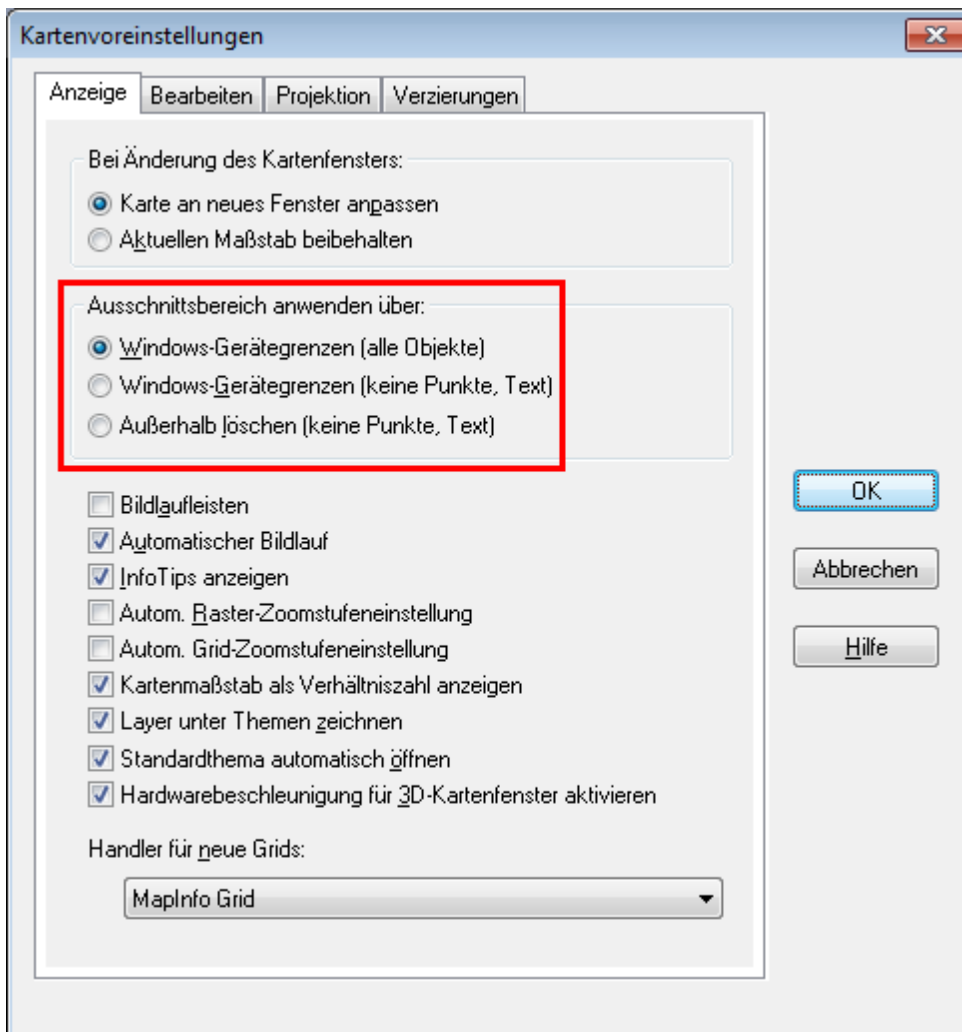 Kartenvoreinstellungen
Anzeige Bearbeiten Projektion Verzierungen
Bei Änderung des Kartenfensters:
Karte an neues Fenster anpassen
Aktuellen Maßstab beibehalten
Ausschnittsbereich anwenden über:
Windows-Gerätegrenzen (alle Objekte)
Windows-Gerätegrenzen (keine Punkte, Text)
Außerhalb löschen (keine Punkte, Text)
Bildlaufleisten
Automatischer Bildlauf
InfoTips anzeigen
Autom. Raster-Zoomstufeneinstellung
Autom. Grid-Zoomstufeneinstellung
Kartenmaßstab als Verhältniszahl anzeigen
Layer unter Themen zeichnen
Standardthema automatisch öffnen
Hardwarebeschleunigung für 3D-Kartenfenster aktivieren
Handler für neue Grids:
MapInfo Grid
OK
Abbrechen
Hilfe